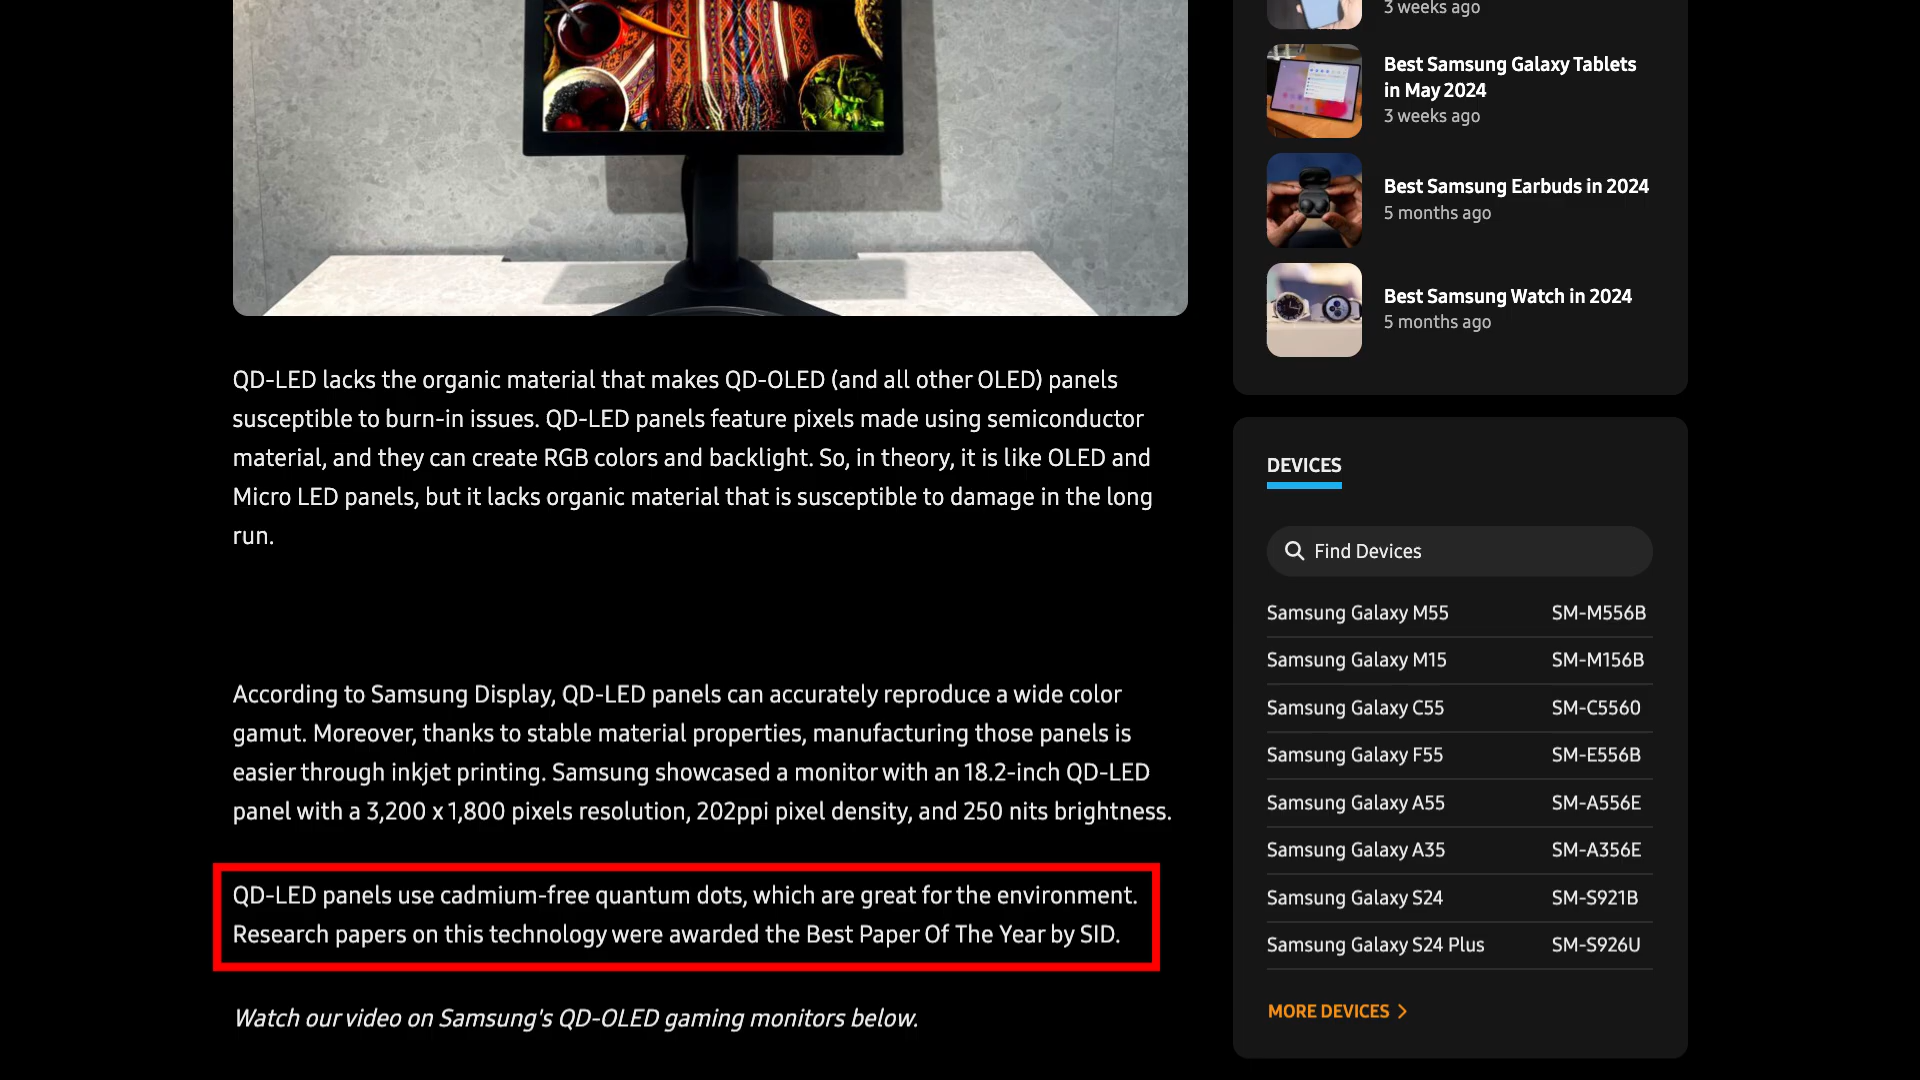 QD-LED lacks the organic material that makes QD-OLED (and all other OLED) panels
susceptible to burn-in issues. QD-LED panels feature pixels made using semiconductor
material, and they can create RGB colors and backlight. So, in theory, it is like OLED and
Micro LED panels, but it lacks organic material that is susceptible to damage in the long
run.
According to Samsung Display, QD-LED panels can accurately reproduce a wide color
gamut. Moreover, thanks to stable material properties, manufacturing those panels is
easier through inkjet printing. Samsung showcased a monitor with an 18.2-inch QD-LED
panel with a 3,200 x 1,800 pixels resolution, 202ppi pixel density, and 250 nits brightness.
QD-LED panels use cadmium-free quantum dots, which are great for the environment.
Research papers on this technology were awarded the Best Paper Of The Year by SID.
Watch our video on Samsung's QD-OLED gaming monitors below.
3 weeks ago
Best Samsung Galaxy Tablets
in May 2024
3 weeks ago
Best Samsung Earbuds in 2024
5 months ago
Best Samsung Watch in 2024
5 months ago
DEVICES
Find Devices
Samsung Galaxy M55 SM-M556B
Samsung Galaxy M15 SM-M156B
Samsung Galaxy C55 SM-C5560
Samsung Galaxy F55 SM-E556B
Samsung Galaxy A55 SM-A556E
Samsung Galaxy A35 SM-A356E
Samsung Galaxy S24 SM-S921B
Samsung Galaxy S24 Plus SM-S926U
MORE DEVICES